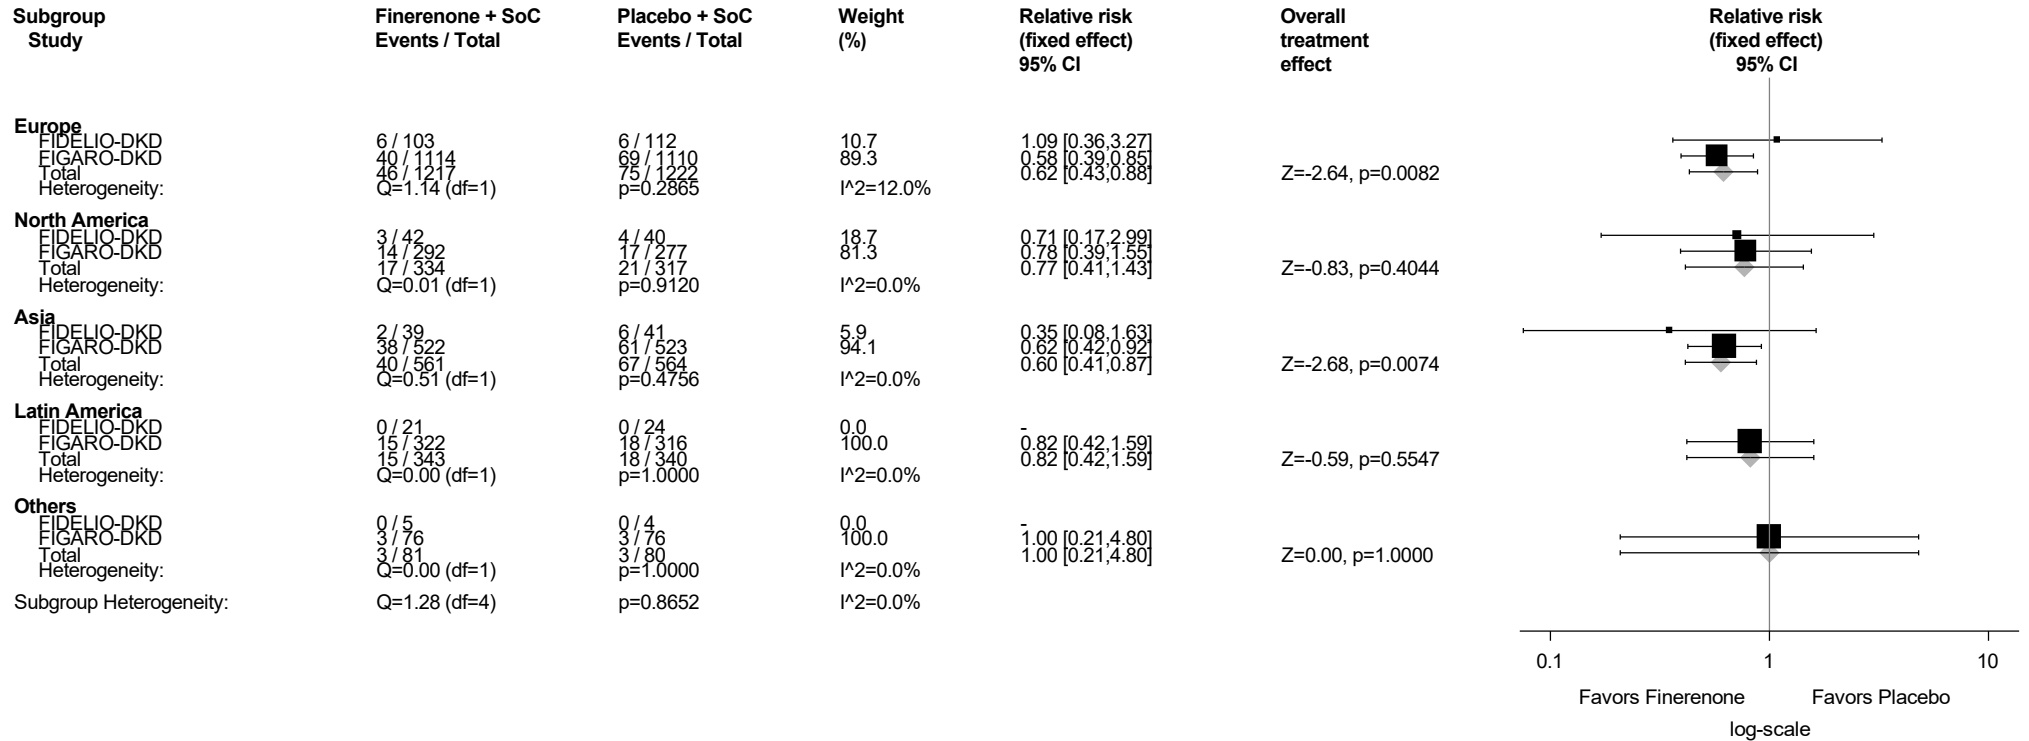 Subgroup Finerenone + SoC Placebo + SoC Weight Relative risk Overall Relative risk
Study Events / Total Events / Total (%) (fixed effect) treatment (fixed effect)
95% CI effect 95% CI
Europe
FIDELIO-DKD 6 / 103 6 / 112 10.7 1.09 [0.36,3.27]
FIGARO-DKD 40 / 1114 69 / 1110 89.3 0.58 [0.39,0.85]
Total 46 / 1217 75 / 1222 0.62 [0.43,0.88] Z=-2.64, p=0.0082
Heterogeneity: Q=1.14 (df=1) p=0.2865 I^2=12.0%
North America
FIDELIO-DKD 3 / 42 4 / 40 18.7 0.71 [0.17,2.99]
FIGARO-DKD 14 / 292 17 / 277 81.3 0.78 [0.39,1.55]
Total 17 / 334 21 / 317 0.77 [0.41,1.43] Z=-0.83, p=0.4044
Heterogeneity: Q=0.01 (df=1) p=0.9120 I^2=0.0%
Asia
FIDELIO-DKD 2 / 39 6 / 41 5.9 0.35 [0.08,1.63]
FIGARO-DKD 38 / 522 61 / 523 94.1 0.62 [0.42,0.92]
Total 40 / 561 67 / 564 0.60 [0.41,0.87] Z=-2.68, p=0.0074
Heterogeneity: Q=0.51 (df=1) p=0.4756 I^2=0.0%
Latin America
FIDELIO-DKD 0 / 21 0 / 24 0.0 -
FIGARO-DKD 15 / 322 18 / 316 100.0 0.82 [0.42,1.59]
Total 15 / 343 18 / 340 0.82 [0.42,1.59] Z=-0.59, p=0.5547
Heterogeneity: Q=0.00 (df=1) p=1.0000 I^2=0.0%
Others
FIDELIO-DKD 0 / 5 0 / 4 0.0 -
FIGARO-DKD 3 / 76 3 / 76 100.0 1.00 [0.21,4.80]
Total 3 / 81 3 / 80 1.00 [0.21,4.80] Z=0.00, p=1.0000
Heterogeneity: Q=0.00 (df=1) p=1.0000 I^2=0.0%
Subgroup Heterogeneity: Q=1.28 (df=4) p=0.8652 I^2=0.0%
0.1 1 10
Favors Finerenone Favors Placebo
log-scale